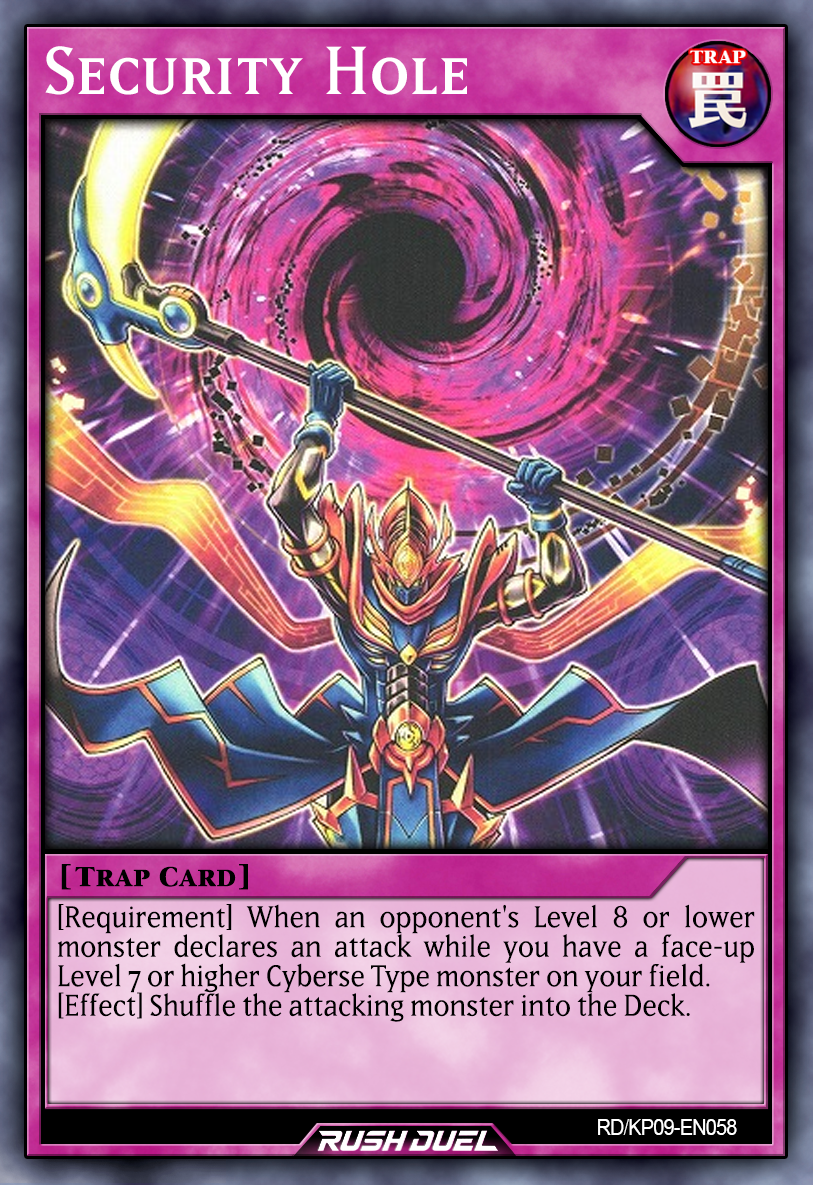 Security Hole
TRAP
罠
[Trap Card]
[Requirement] When an opponent's Level 8 or lower
monster declares an attack while you have a face-up
Level 7 or higher Cyberse Type monster on your field.
[Effect] Shuffle the attacking monster into the Deck.
RD/KP09-EN058
RUSH DUEL